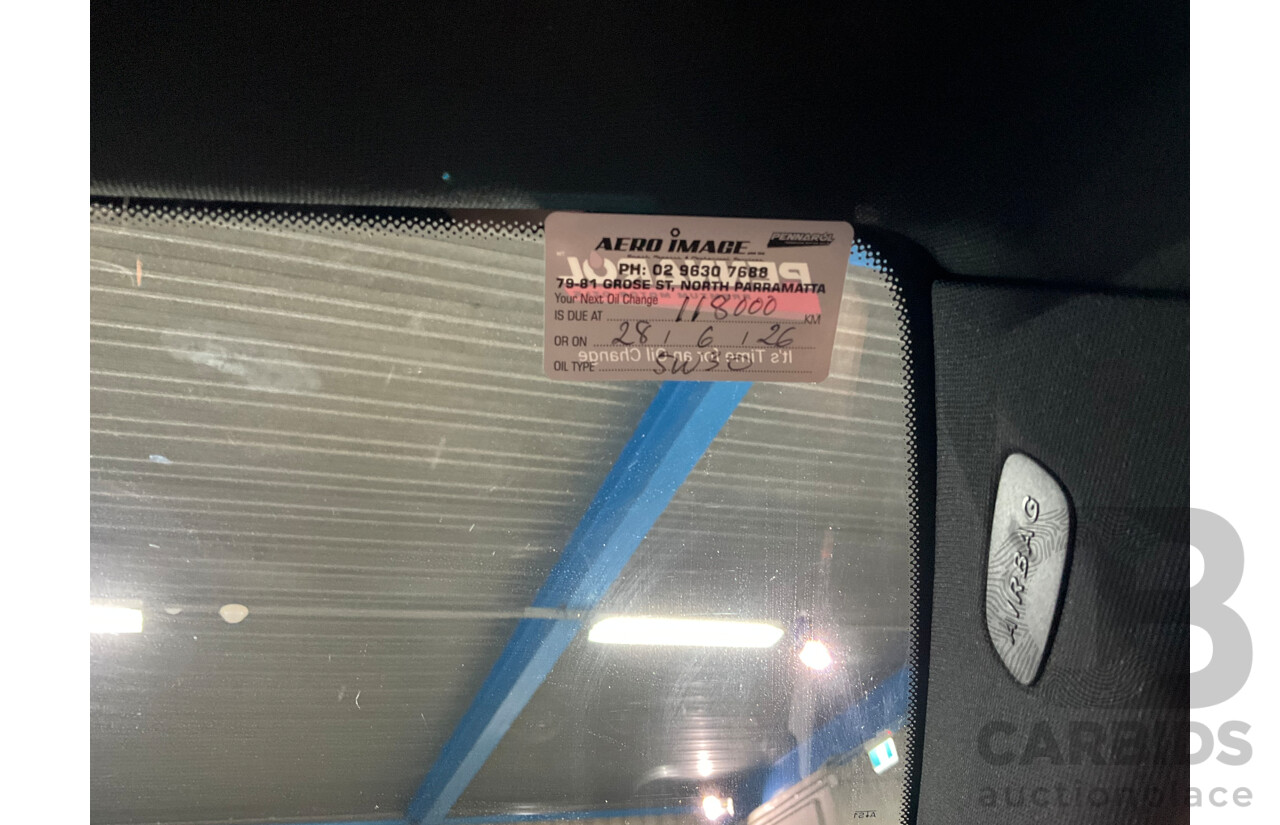 AERO IMAGE
PENNAROL
PH: 02 9630 7688
79-81 GROSE ST, NORTH PARRAMATTA
Your Next Oil Change
IS DUE AT 118000 KM
OR ON 28 / 6 / 26
OIL TYPE 5W30
PENNAROL
It's Time for an Oil Change
AIRBAG
CARBIDS
auctionplace